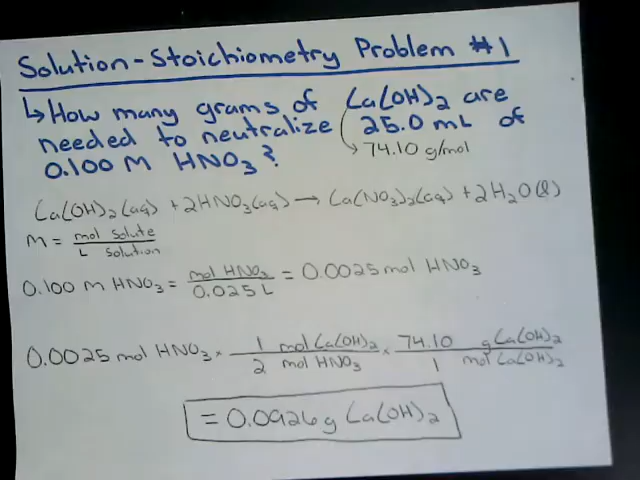 Solution-Stoichiometry Problem #1
↳How many grams of Ca(OH)₂ are
needed to neutralize 25.0 mL of
0.100 M HNO₃?
↳74.10 g/mol
Ca(OH)₂(aq) + 2HNO₃(aq) → Ca(NO₃)₂(aq) + 2H₂O(l)
M = mol solute / L solution
0.100 M HNO₃ = mol HNO₃ / 0.025 L = 0.0025 mol HNO₃
0.0025 mol HNO₃ × 1 mol Ca(OH)₂ / 2 mol HNO₃ × 74.10 g Ca(OH)₂ / 1 mol Ca(OH)₂
= 0.0926 g Ca(OH)₂